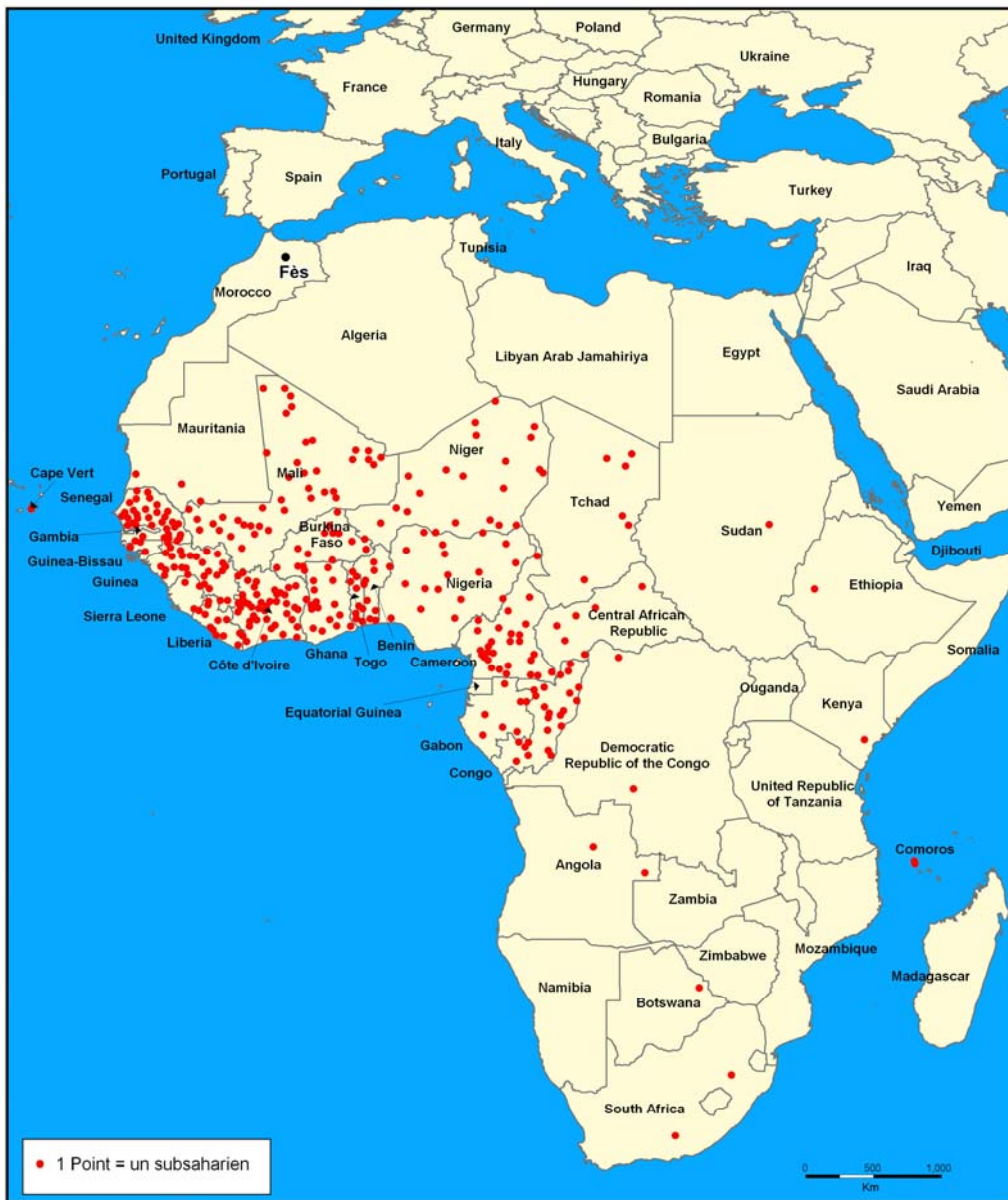 United Kingdom
Germany
Poland
Ukraine
France
Hungary
Romania
Italy
Bulgaria
Portugal
Spain
Turkey
Tunisia
Fès
Morocco
Iraq
Algeria
Libyan Arab Jamahiriya
Egypt
Saudi Arabia
Mauritania
Niger
Cape Vert
Mali
Senegal
Tchad
Yemen
Burkina
Faso
Sudan
Gambia
Djibouti
Guinea-Bissau
Guinea
Nigeria
Ethiopia
Sierra Leone
Central African
Republic
Liberia
Benin
Somalia
Côte d'Ivoire
Ghana
Togo
Cameroon
Ouganda
Equatorial Guinea
Kenya
Gabon
Democratic
Republic of the Congo
Congo
United Republic
of Tanzania
Comoros
Angola
Zambia
Zimbabwe
Mozambique
Madagascar
Namibia
Botswana
South Africa
1 Point = un subsaharien
0 500 1,000
Km